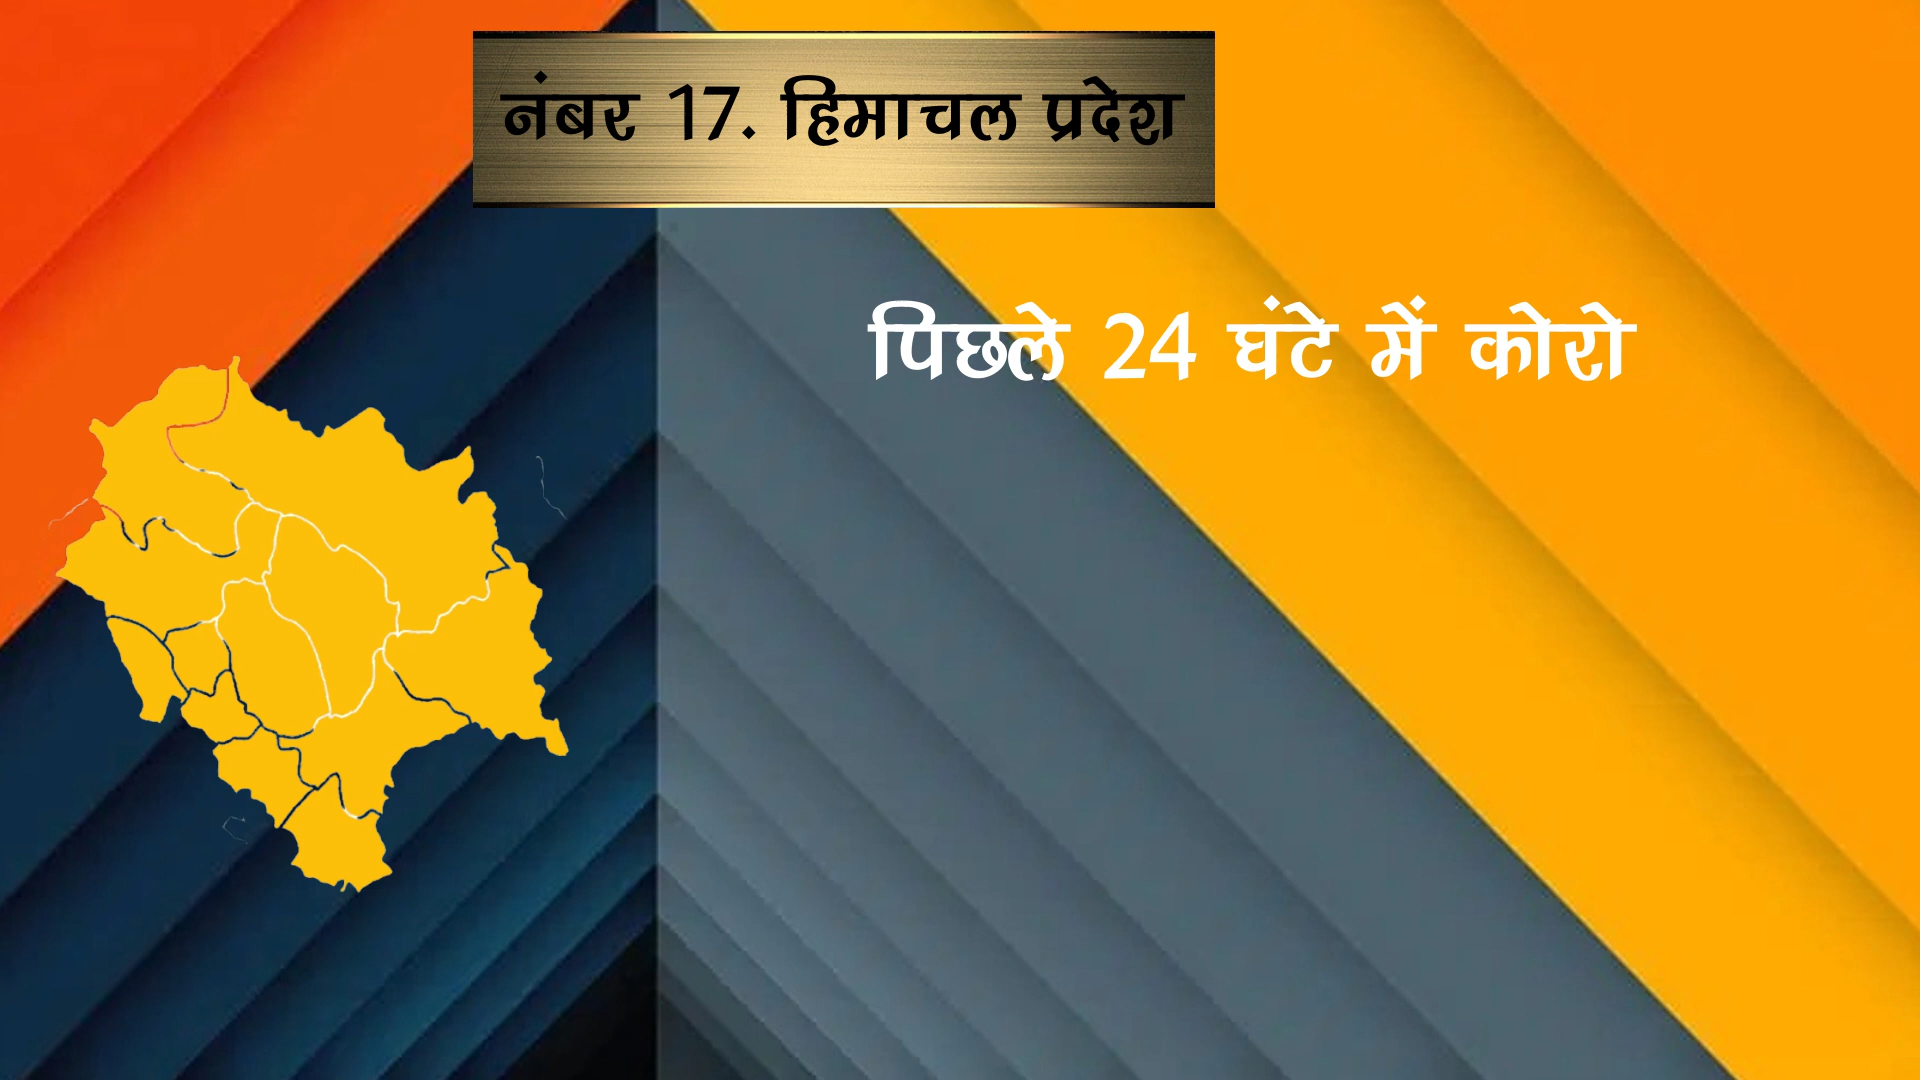 नंबर 17. हिमाचल प्रदेश
पिछले 24 घंटे में कोरो